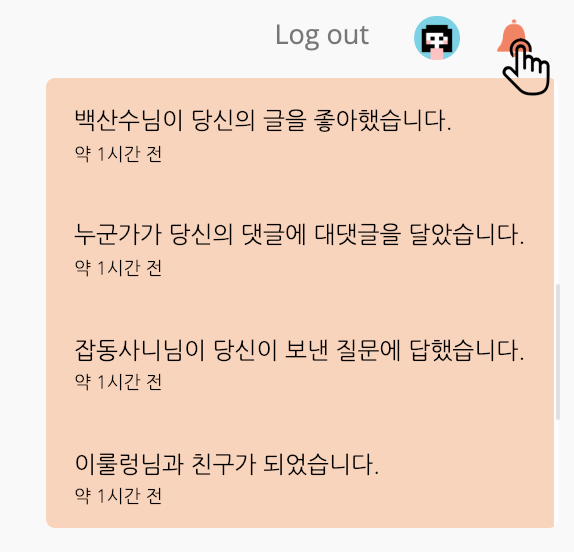 Log out
백산수님이 당신의 글을 좋아했습니다.
약 1시간 전
누군가가 당신의 댓글에 대댓글을 달았습니다.
약 1시간 전
잡동사니님이 당신이 보낸 질문에 답했습니다.
약 1시간 전
이룰렁님과 친구가 되었습니다.
약 1시간 전